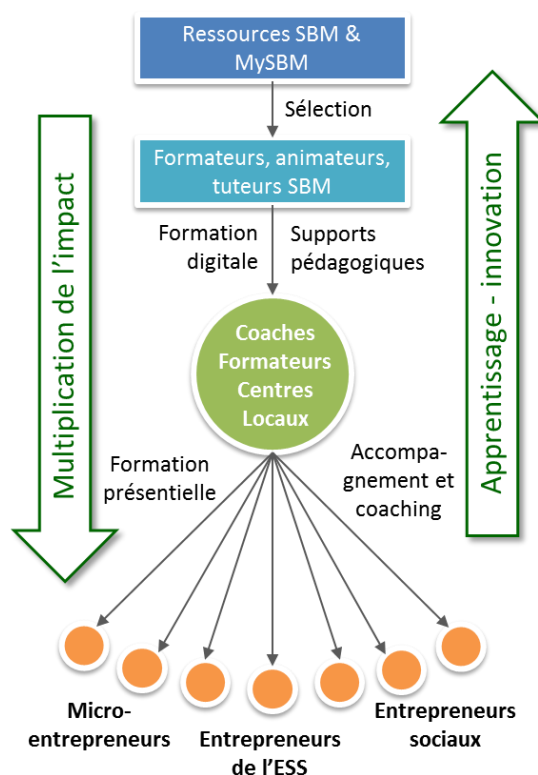 Ressources SBM &
MySBM
Sélection
Formateurs, animateurs,
tuteurs SBM
Formation
digitale
Supports
pédagogiques
Coaches
Formateurs
Centres
Locaux
Formation
présentielle
Accompa-
gnement et
coaching
Multiplication de l'impact
Apprentissage - innovation
Micro-
entrepreneurs
Entrepreneurs
de l'ESS
Entrepreneurs
sociaux